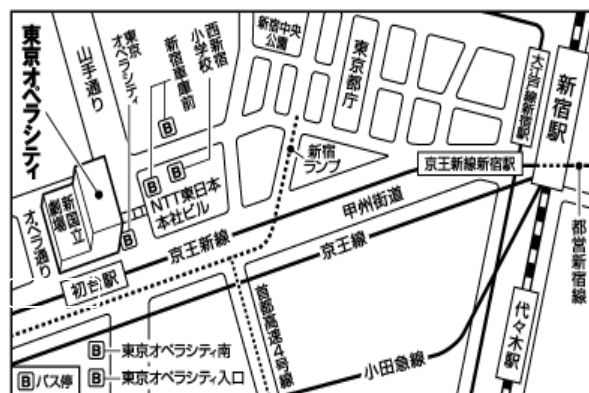 東京オペラシティ
山手通り
東京
オペラシティ
新宿車庫前
西新宿
小学校
新宿中央
公園
東京都庁
大江戸線新宿駅
新宿駅
新宿
ランプ
京王新線新宿駅
NTT東日本
本社ビル
新国立
劇場
オペラ通り
甲州街道
京王新線
京王線
都営新宿線
初台駅
首都高速4号線
代々木駅
小田急線
B 東京オペラシティ南
B 東京オペラシティ入口
B バス停
B
B
B
B